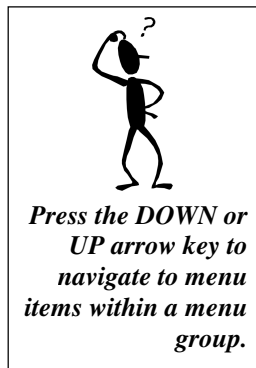 ?
Press the DOWN or
UP arrow key to
navigate to menu
items within a menu
group.